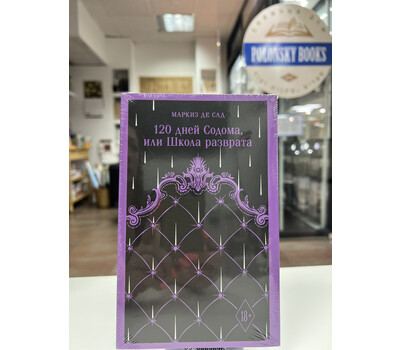 POLONSKY BOOKS
МАРКИЗ ДЕ САД
120 дней Содома,
или Школа разврата
18+